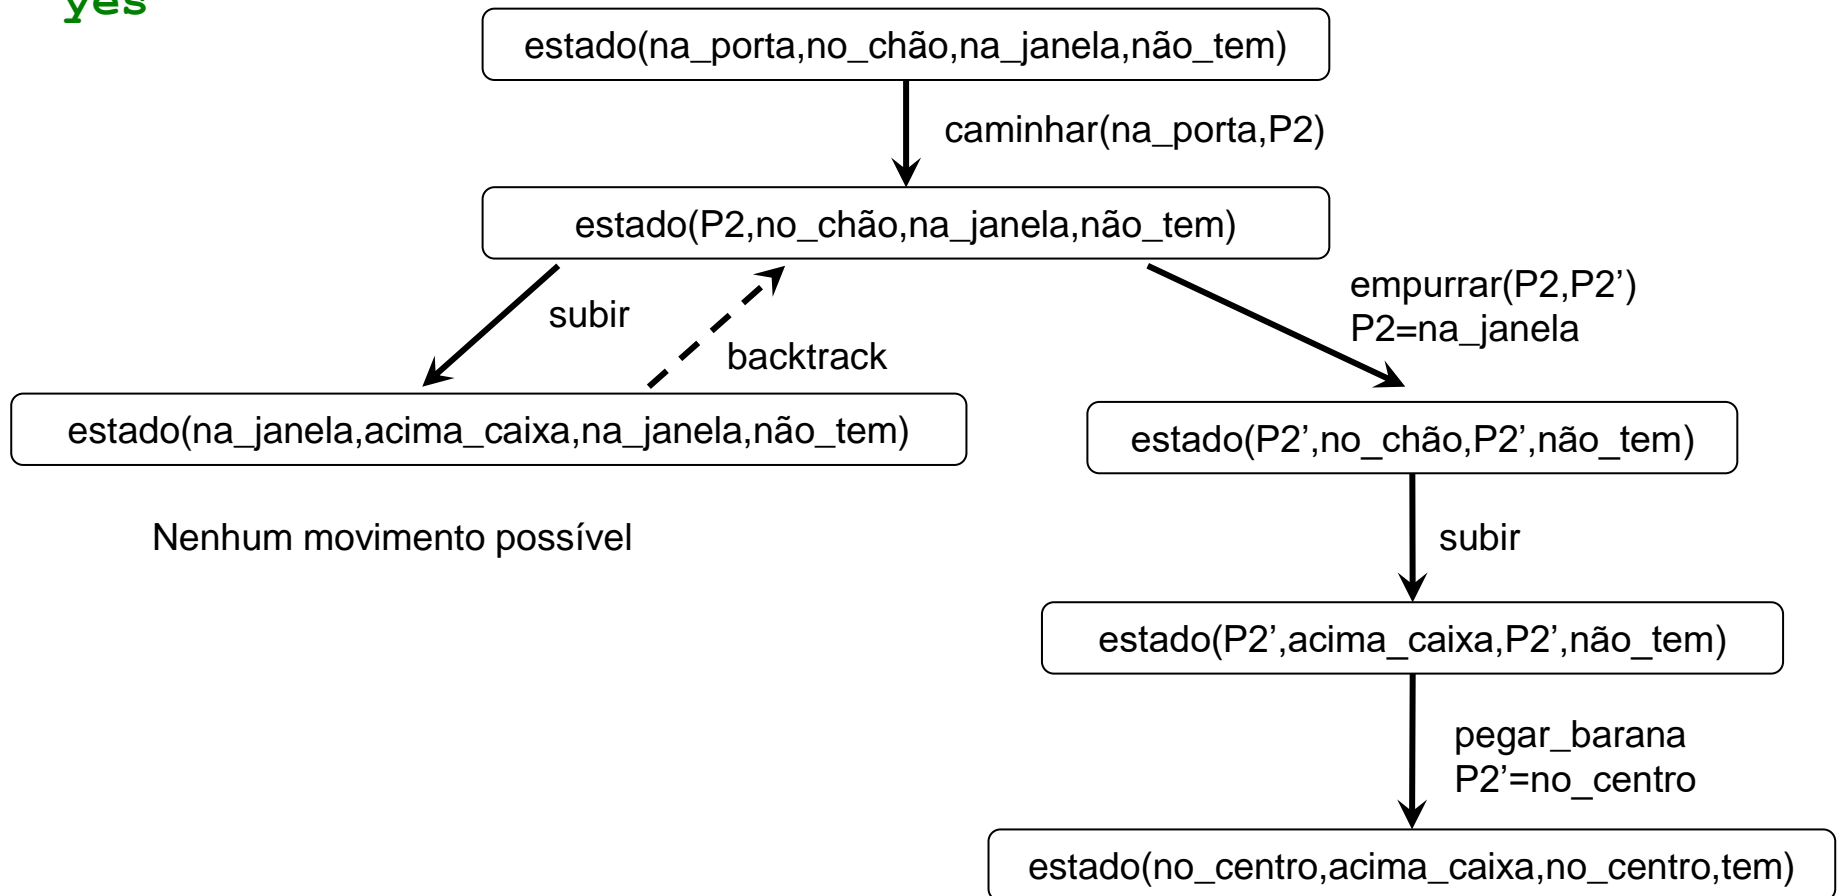 yes
estado(na_porta,no_chão,na_janela,não_tem)
caminhar(na_porta,P2)
estado(P2,no_chão,na_janela,não_tem)
subir
backtrack
empurrar(P2,P2’)
P2=na_janela
estado(na_janela,acima_caixa,na_janela,não_tem)
estado(P2’,no_chão,P2’,não_tem)
Nenhum movimento possível
subir
estado(P2’,acima_caixa,P2’,não_tem)
pegar_barana
P2’=no_centro
estado(no_centro,acima_caixa,no_centro,tem)